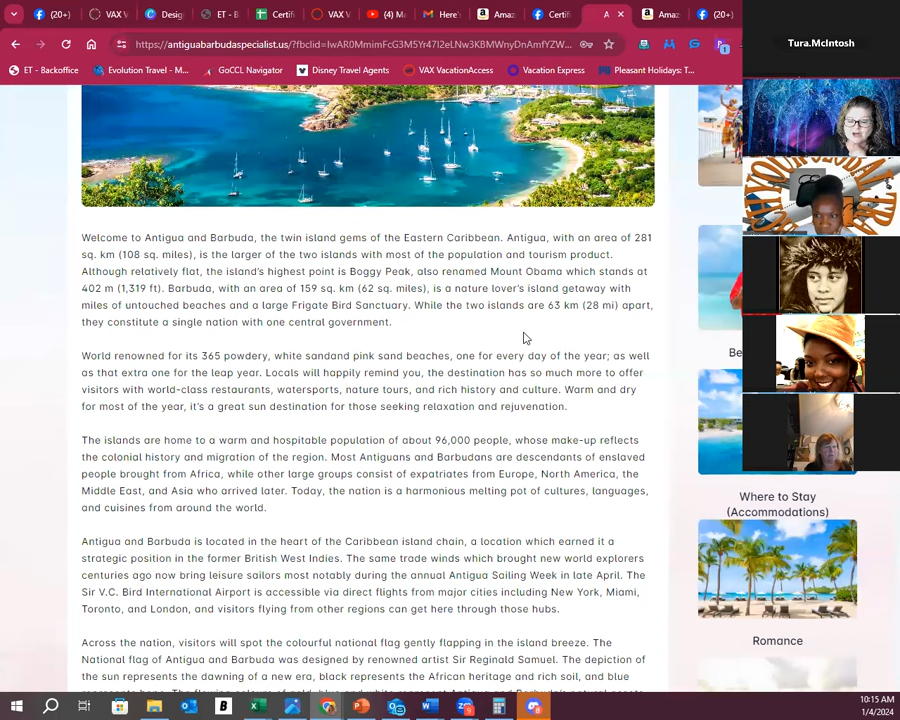 (20+)
VAX V
Design
ET - B
Certifi
VAX V
(4) M
Here'
Amaz
Certifi
A
Amaz
(20+)
https://antiguabarbudaspecialist.us/?fbclid=IwAR0MmimFcG3M5Yr47I2eLNw3KBMWnyDnAmfYZW...
ET - Backoffice
Evolution Travel - M...
GoCCL Navigator
Disney Travel Agents
VAX VacationAccess
Vacation Express
Pleasant Holidays: T...
Tura.McIntosh
Welcome to Antigua and Barbuda, the twin island gems of the Eastern Caribbean. Antigua, with an area of 281
sq. km (108 sq. miles), is the larger of the two islands with most of the population and tourism product.
Although relatively flat, the island's highest point is Boggy Peak, also renamed Mount Obama which stands at
402 m (1,319 ft). Barbuda, with an area of 159 sq. km (62 sq. miles), is a nature lover's island getaway with
miles of untouched beaches and a large Frigate Bird Sanctuary. While the two islands are 63 km (28 mi) apart,
they constitute a single nation with one central government.
World renowned for its 365 powdery, white sandand pink sand beaches, one for every day of the year; as well
as that extra one for the leap year. Locals will happily remind you, the destination has so much more to offer
visitors with world-class restaurants, watersports, nature tours, and rich history and culture. Warm and dry
for most of the year, it's a great sun destination for those seeking relaxation and rejuvenation.
The islands are home to a warm and hospitable population of about 96,000 people, whose make-up reflects
the colonial history and migration of the region. Most Antiguans and Barbudans are descendants of enslaved
people brought from Africa, while other large groups consist of expatriates from Europe, North America, the
Middle East, and Asia who arrived later. Today, the nation is a harmonious melting pot of cultures, languages,
and cuisines from around the world.
Antigua and Barbuda is located in the heart of the Caribbean island chain, a location which earned it a
strategic position in the former British West Indies. The same trade winds which brought new world explorers
centuries ago now bring leisure sailors most notably during the annual Antigua Sailing Week in late April. The
Sir V.C. Bird International Airport is accessible via direct flights from major cities including New York, Miami,
Toronto, and London, and visitors flying from other regions can get here through those hubs.
Across the nation, visitors will spot the colourful national flag gently flapping in the island breeze. The
National flag of Antigua and Barbuda was designed by renowned artist Sir Reginald Samuel. The depiction of
the sun represents the dawning of a new era, black represents the African heritage and rich soil, and blue
Be
Where to Stay
(Accommodations)
Romance
10:15 AM
1/4/2024